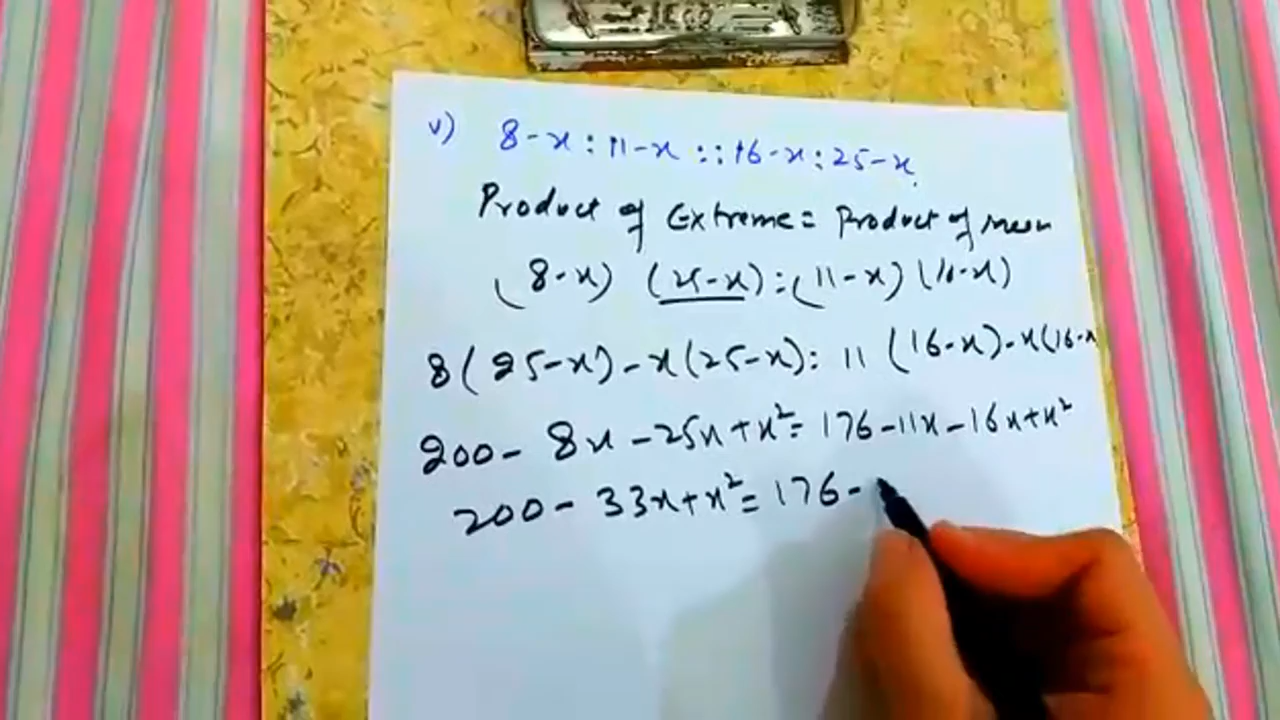 v) 8-x : 11-x :: 16-x : 25-x
Product of Extreme = Product of mean
(8-x) (25-x) = (11-x) (16-x)
8(25-x)-x(25-x) = 11(16-x)-x(16-x
200- 8x -25x+x² = 176-11x-16x+x²
200- 33x+x² = 176-